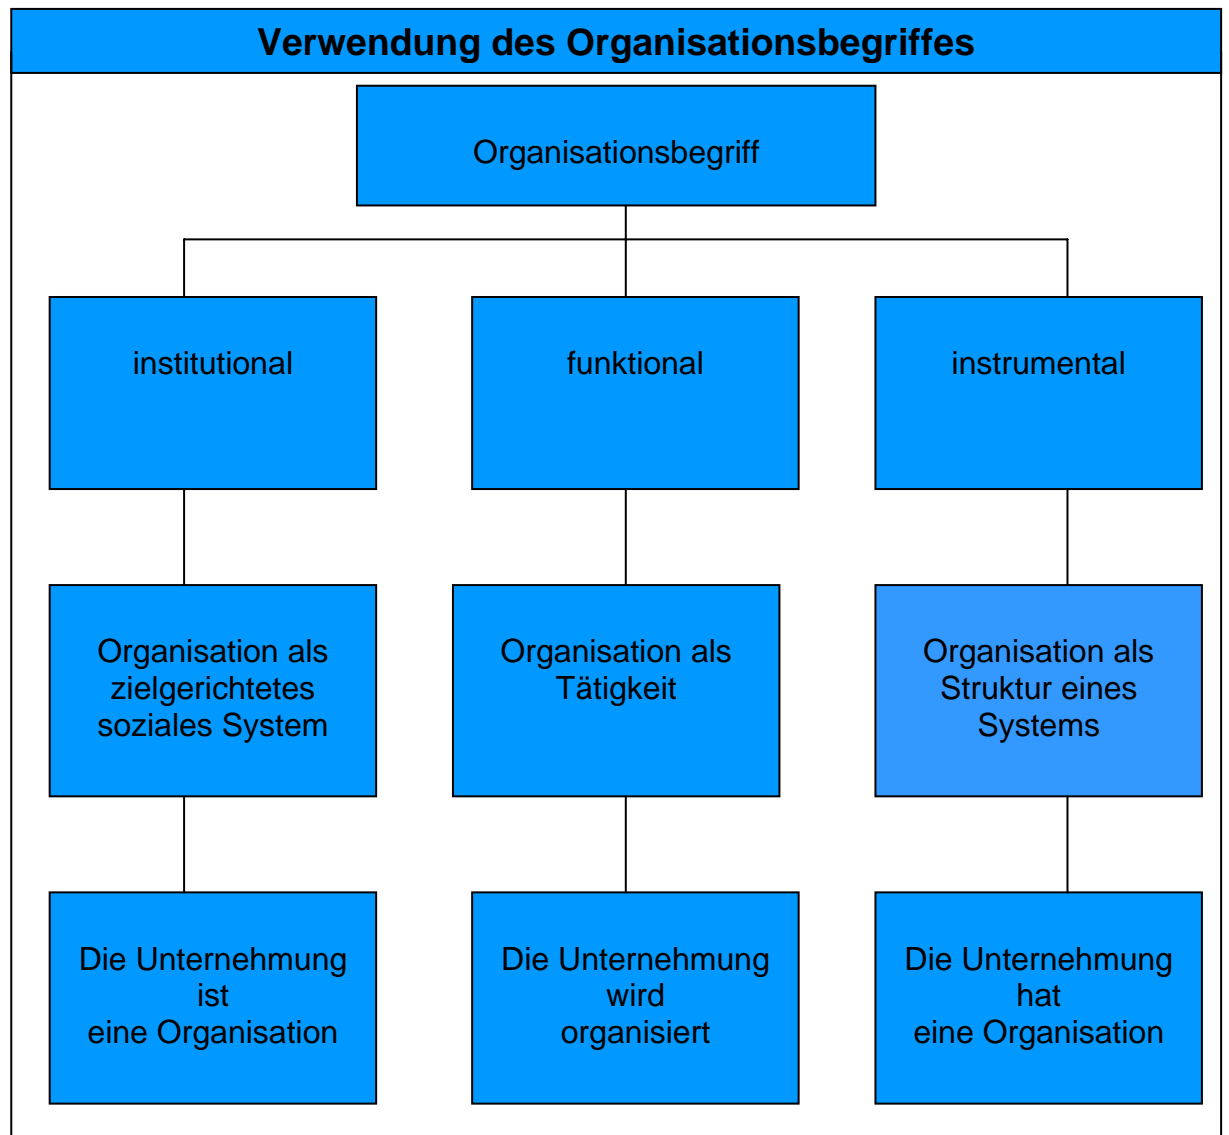 Verwendung des Organisationsbegriffes
Organisationsbegriff
institutional
funktional
instrumental
Organisation als
zielgerichtetes
soziales System
Organisation als
Tätigkeit
Organisation als
Struktur eines
Systems
Die Unternehmung
ist
eine Organisation
Die Unternehmung
wird
organisiert
Die Unternehmung
hat
eine Organisation